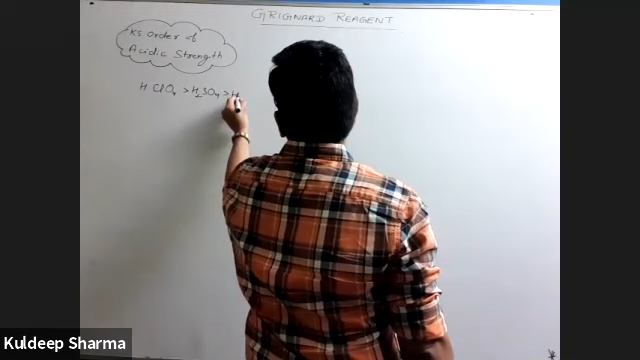 GRIGNARD REAGENT
KS Order of
Acidic Strength
H ClO₄ > H₂SO₄ > H
Kuldeep Sharma